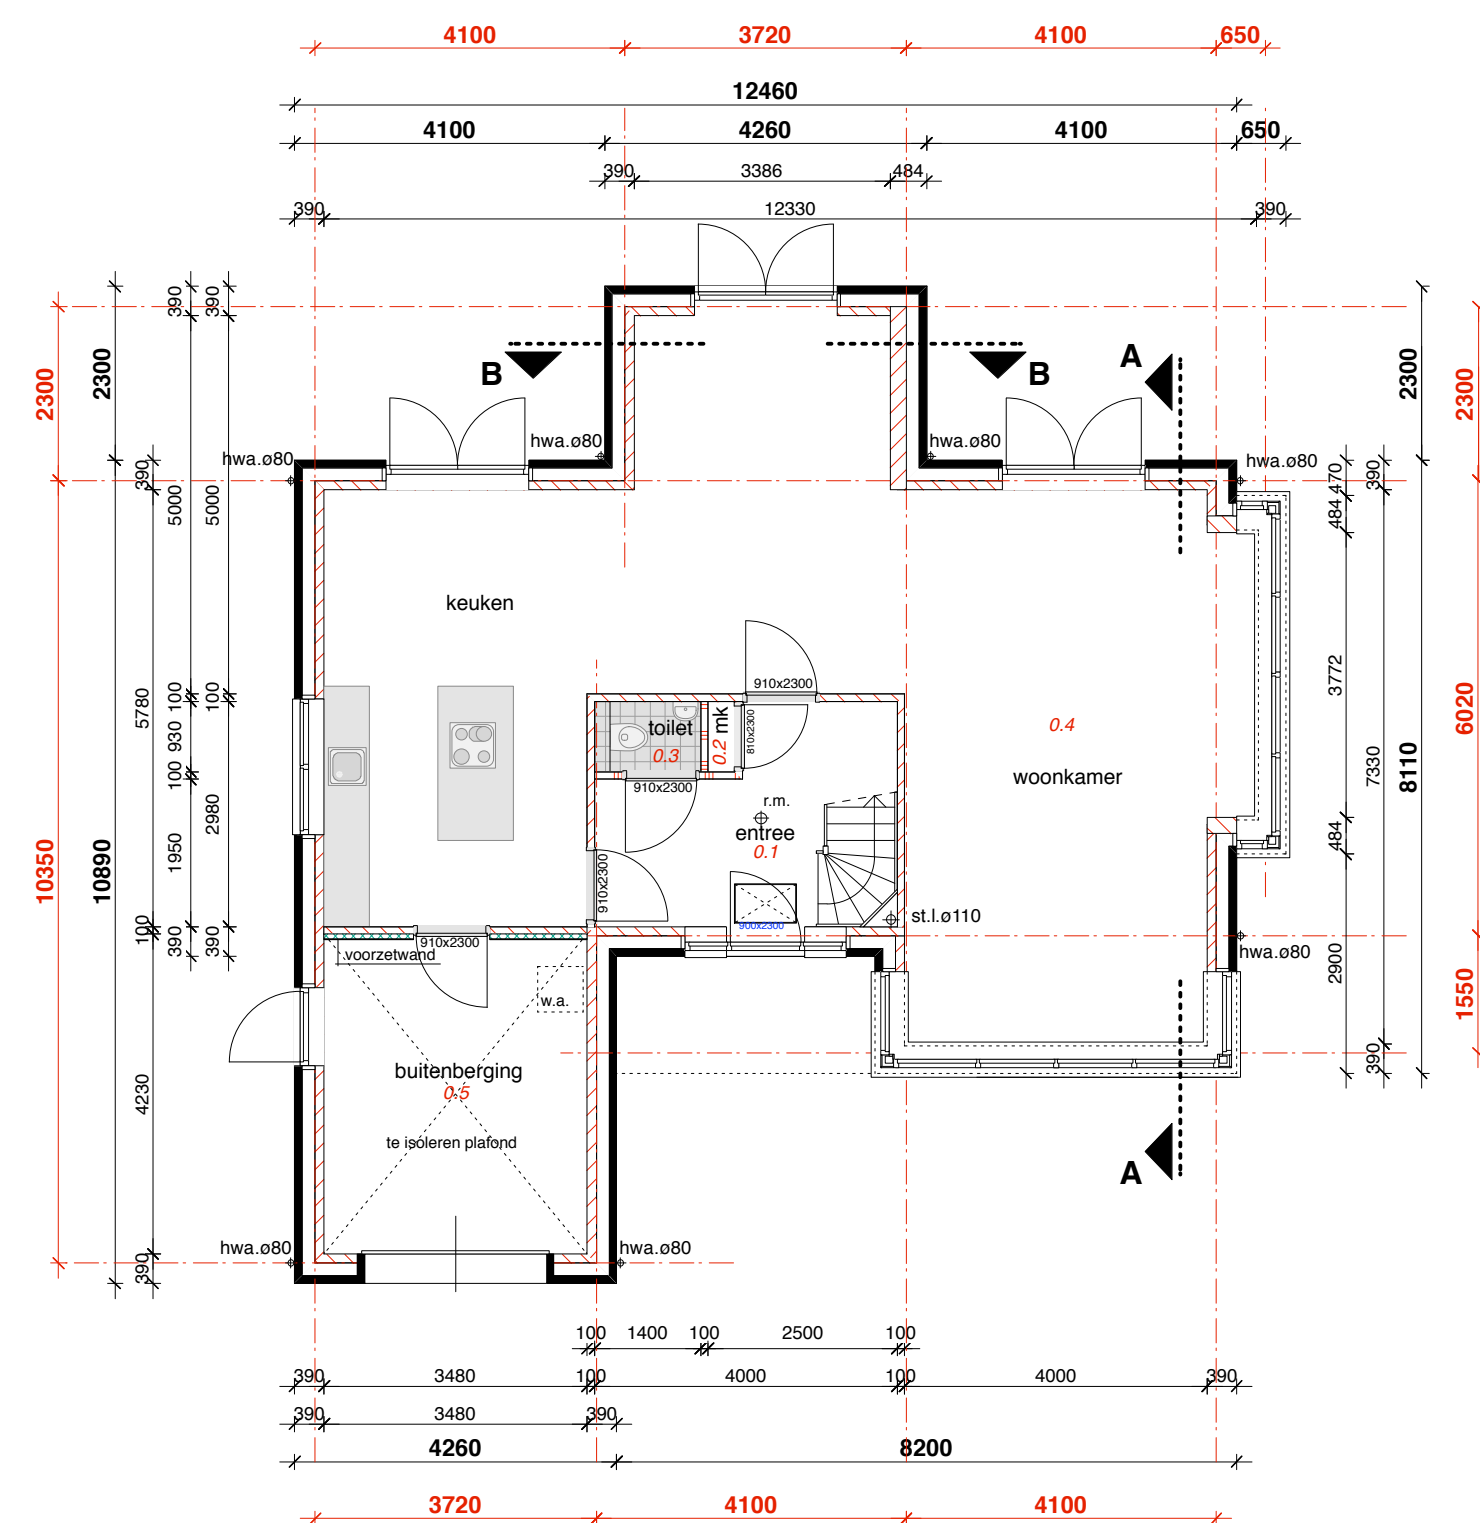 4100 3720 4100 650
12460
4100 4260 4100 650
390 3386 484
390 12330 390
390 390
2300 2300 2300 2300
B B A
hwa.ø80 hwa.ø80 hwa.ø80 hwa.ø80
390 5000 5000 470 390
484
keuken
5780 100 100 3772 6020
930 toilet mk 910x2300 0.4
0.3 0.2 810x2300
100 910x2300 woonkamer 7330 8110
2980 r.m.
entree
10350 10890 1950 0.1 484
910x2300
st.l.ø110
900x2300
100 390 390 910x2300 hwa.ø80
voorzetwand 2900
w.a. 1550
buitenberging
0.5 390
4230
te isoleren plafond
A
hwa.ø80 hwa.ø80
390
100 1400 100 2500 100
390 3480 100 4000 100 4000 390
390 3480 390
4260 8200
3720 4100 4100